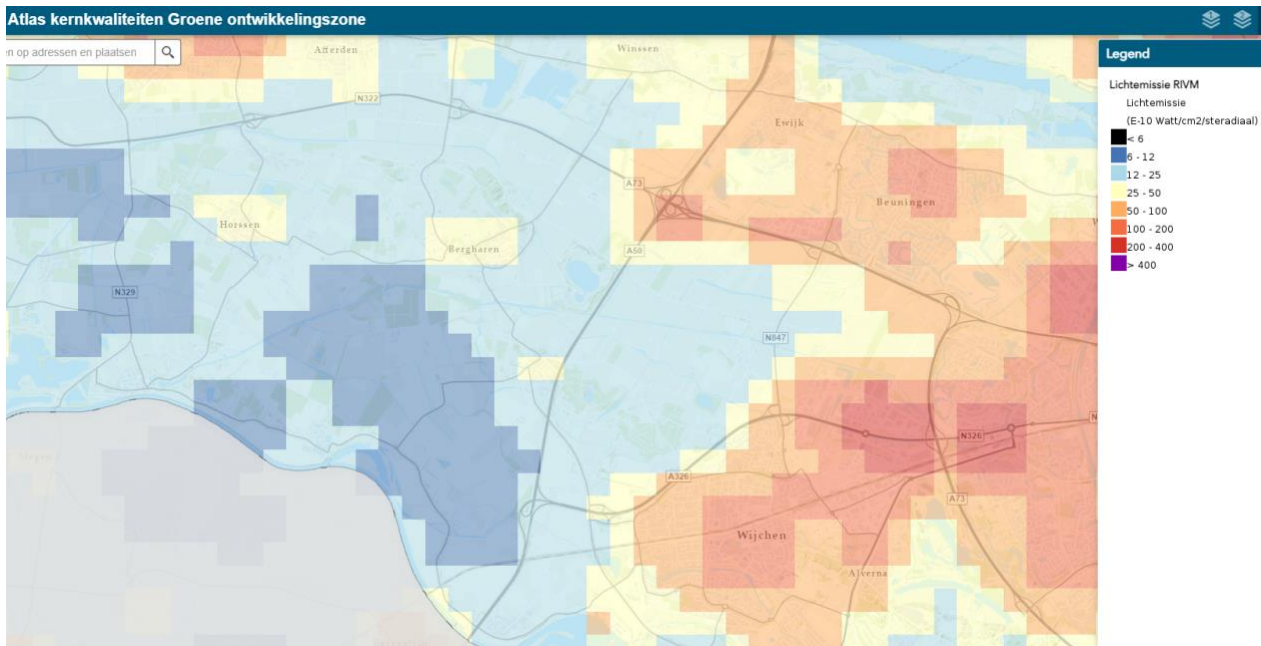 Atlas kernkwaliteiten Groene ontwikkelingszone
en op adressen en plaatsen
Legend
Lichtemissie RIVM
Lichtemissie
(E-10 Watt/cm2/steradiaal)
< 6
6 - 12
12 - 25
25 - 50
50 - 100
100 - 200
200 - 400
> 400
Afferden
Winssen
N322
Ewijk
A73
Beuningen
Horssen
Bergharen
A50
N329
N847
N326
A326
A73
Wijchen
Alverna